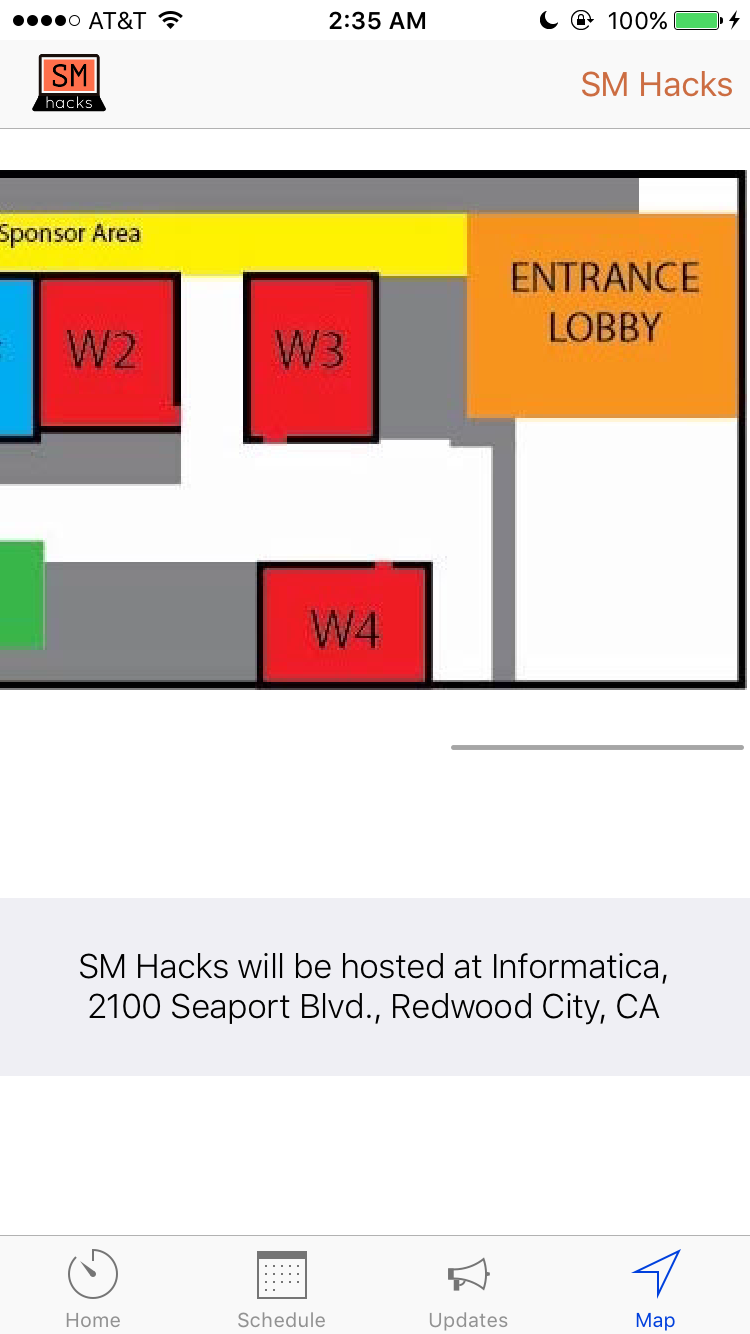 AT&T 2:35 AM 100%
SM
hacks
SM Hacks
Sponsor Area
ENTRANCE
LOBBY
W2
W3
W4
SM Hacks will be hosted at Informatica,
2100 Seaport Blvd., Redwood City, CA
Home Schedule Updates Map